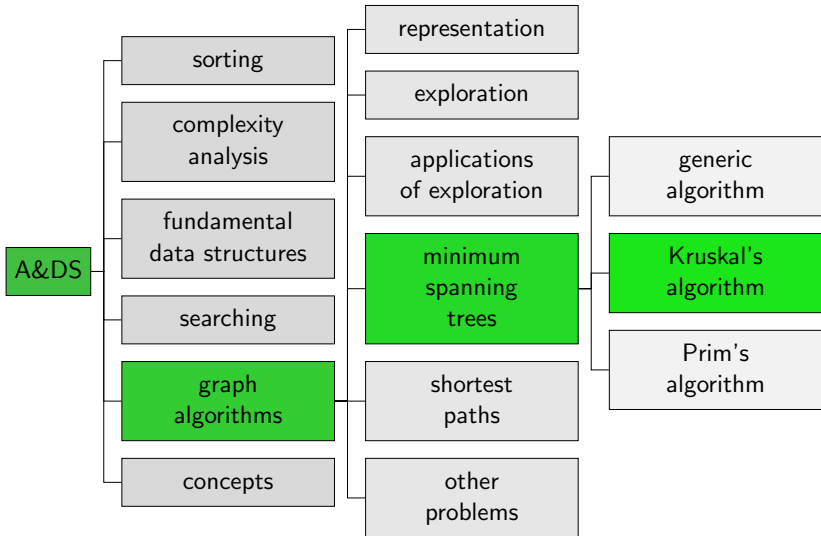 A&DS
sorting
complexity
analysis
fundamental
data structures
searching
graph
algorithms
concepts
representation
exploration
applications
of exploration
minimum
spanning
trees
shortest
paths
other
problems
generic
algorithm
Kruskal's
algorithm
Prim's
algorithm